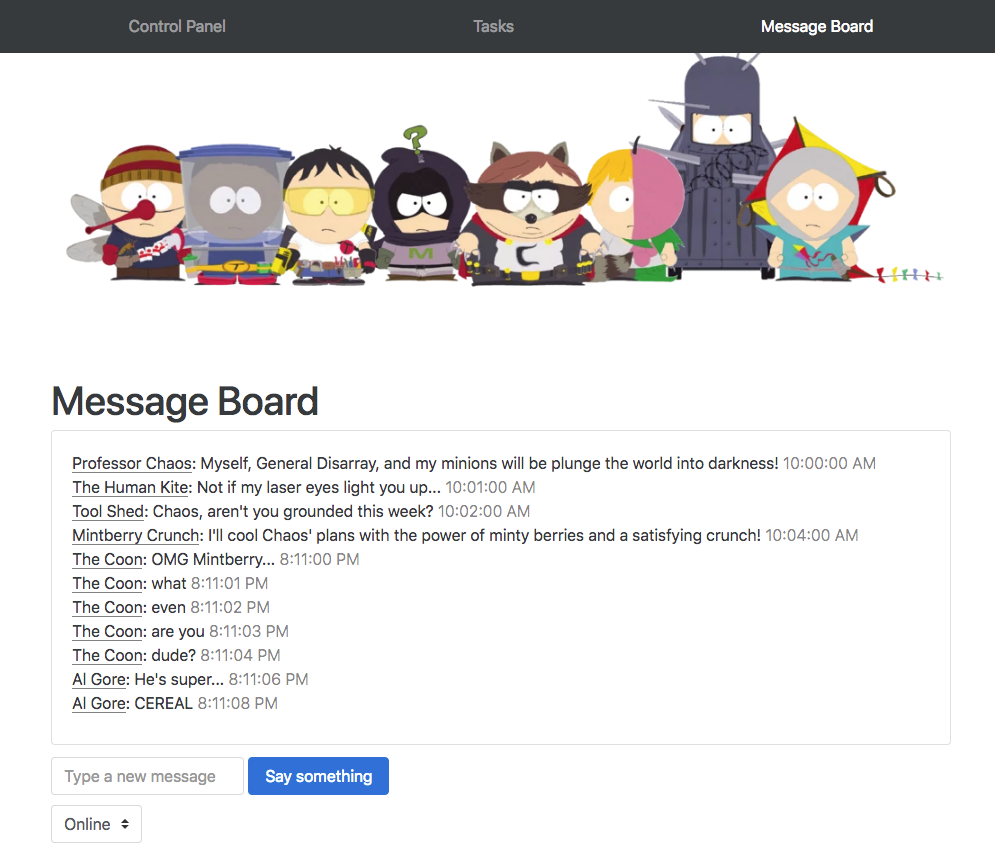 Control Panel Tasks Message Board
?
M
C
T
Message Board
Professor Chaos: Myself, General Disarray, and my minions will be plunge the world into darkness! 10:00:00 AM
The Human Kite: Not if my laser eyes light you up... 10:01:00 AM
Tool Shed: Chaos, aren't you grounded this week? 10:02:00 AM
Mintberry Crunch: I'll cool Chaos' plans with the power of minty berries and a satisfying crunch! 10:04:00 AM
The Coon: OMG Mintberry... 8:11:00 PM
The Coon: what 8:11:01 PM
The Coon: even 8:11:02 PM
The Coon: are you 8:11:03 PM
The Coon: dude? 8:11:04 PM
Al Gore: He's super... 8:11:06 PM
Al Gore: CEREAL 8:11:08 PM
Type a new message Say something
Online